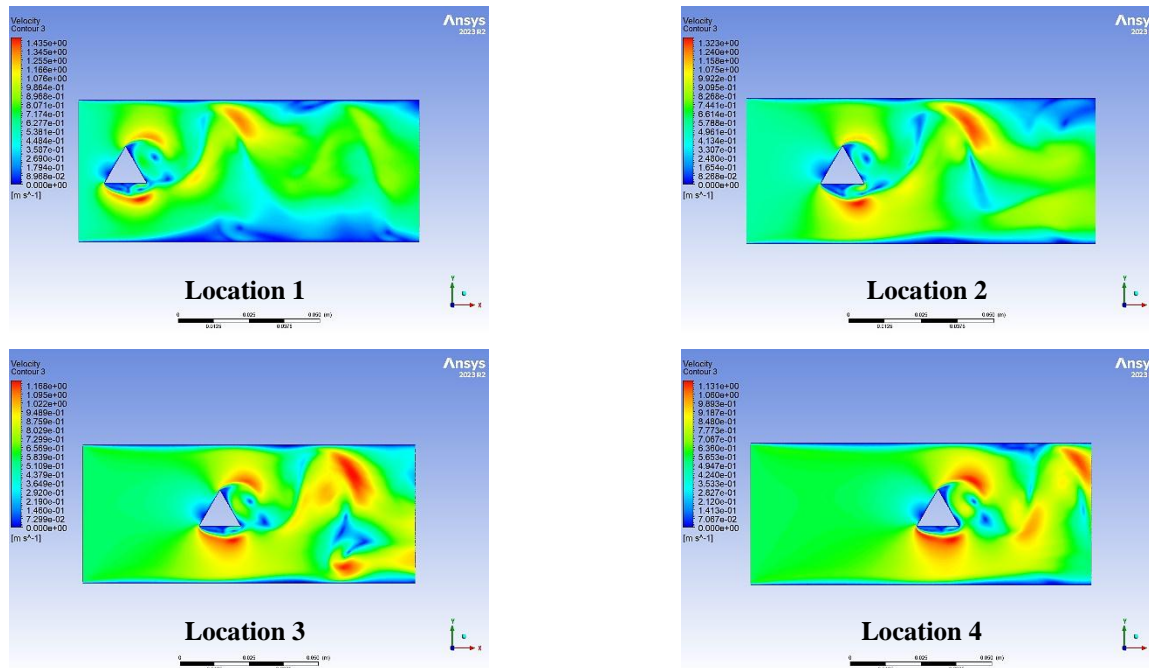 Velocity
Contour 3
1.435e+00
1.345e+00
1.255e+00
1.166e+00
1.076e+00
9.864e-01
8.968e-01
8.071e-01
7.174e-01
6.277e-01
5.381e-01
4.484e-01
3.587e-01
2.690e-01
1.794e-01
8.968e-02
0.000e+00
[m s^-1]
Ansys
2023 R2
Location 1
Y
X
0 0.025 0.050 (m)
0.0125 0.0375
Velocity
Contour 3
1.323e+00
1.240e+00
1.158e+00
1.075e+00
9.922e-01
9.095e-01
8.268e-01
7.441e-01
6.614e-01
5.788e-01
4.961e-01
4.134e-01
3.307e-01
2.480e-01
1.654e-01
8.268e-02
0.000e+00
[m s^-1]
Ansys
2023 R2
Location 2
Y
X
0 0.025 0.050 (m)
0.0125 0.0375
Velocity
Contour 3
1.168e+00
1.095e+00
1.022e+00
9.489e-01
8.759e-01
8.029e-01
7.299e-01
6.569e-01
5.839e-01
5.109e-01
4.379e-01
3.649e-01
2.920e-01
2.190e-01
1.460e-01
7.299e-02
0.000e+00
[m s^-1]
Ansys
2023 R2
Location 3
Y
X
0 0.025 0.050 (m)
Velocity
Contour 3
1.131e+00
1.060e+00
9.893e-01
9.187e-01
8.480e-01
7.773e-01
7.067e-01
6.360e-01
5.653e-01
4.947e-01
4.240e-01
3.533e-01
2.827e-01
2.120e-01
1.413e-01
7.067e-02
0.000e+00
[m s^-1]
Ansys
2023 R2
Location 4
Y
X
0 0.025 0.050 (m)